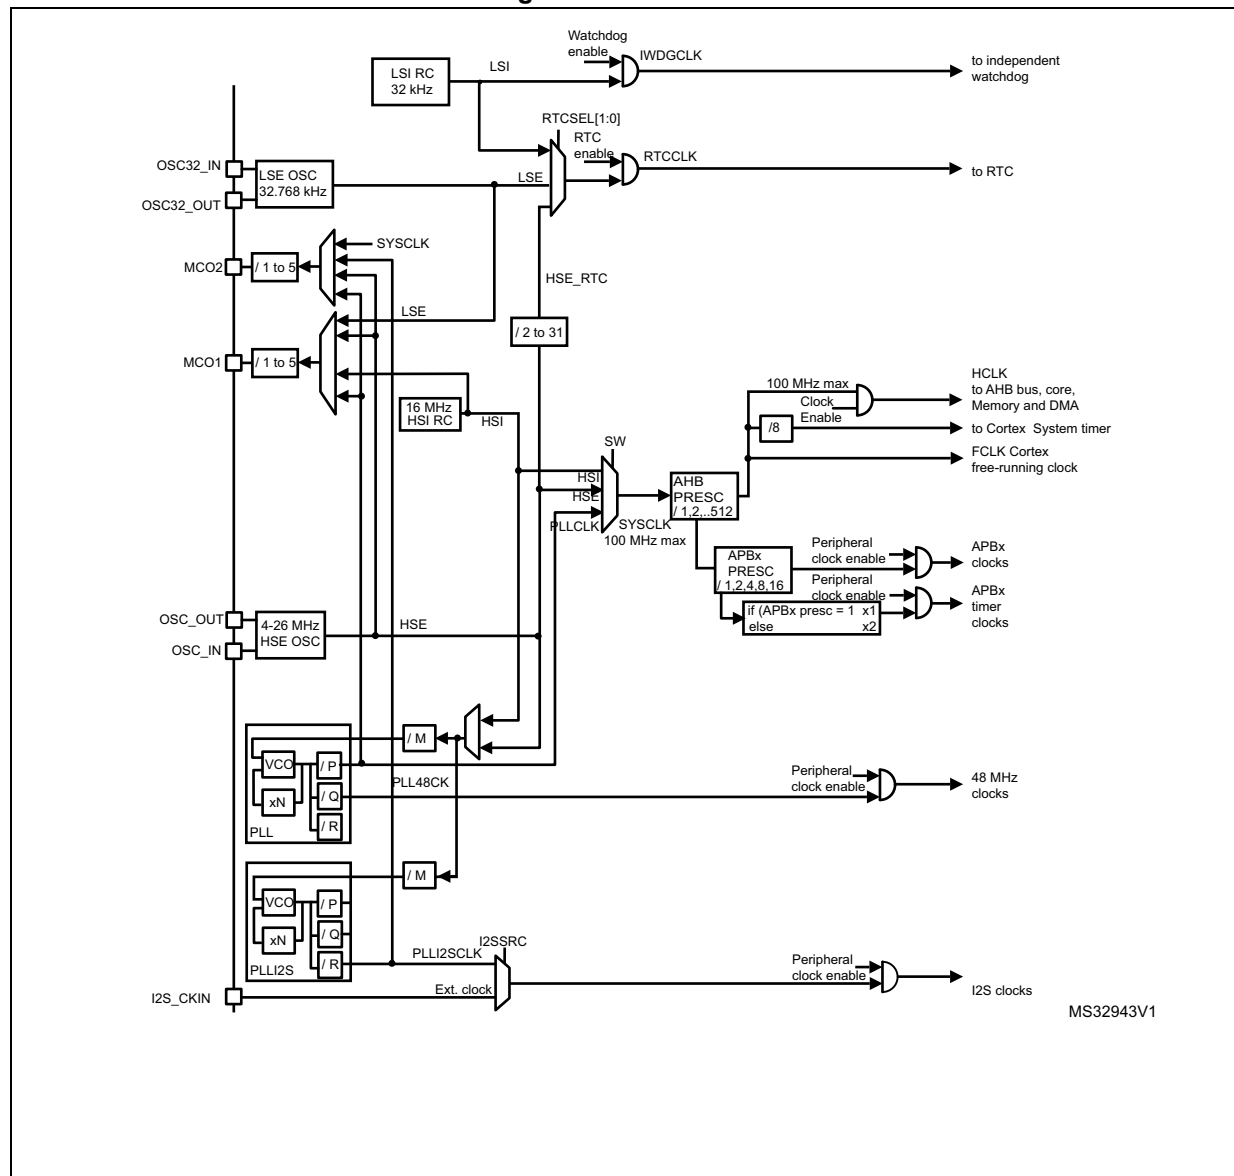 Watchdog
enable
IWDGCLK
to independent
watchdog
LSI RC
32 kHz
LSI
RTCSEL[1:0]
RTC
enable
RTCCLK
to RTC
OSC32_IN
LSE OSC
32.768 kHz
LSE
OSC32_OUT
SYSCLK
MCO2
/ 1 to 5
HSE_RTC
LSE
/ 2 to 31
MCO1
/ 1 to 5
16 MHz
HSI RC
HSI
100 MHz max
Clock
Enable
HCLK
to AHB bus, core,
Memory and DMA
/8
to Cortex System timer
FCLK Cortex
free-running clock
SW
HSI
HSE
PLLCLK
SYSCLK
100 MHz max
AHB
PRESC
/ 1,2,..512
APBx
PRESC
/ 1,2,4,8,16
Peripheral
clock enable
APBx
clocks
Peripheral
clock enable
APBx
timer
clocks
if (APBx presc = 1 x1
else x2
OSC_OUT
4-26 MHz
HSE OSC
HSE
OSC_IN
/ M
VCO
/ P
xN
/ Q
/ R
PLL
PLL48CK
Peripheral
clock enable
48 MHz
clocks
/ M
VCO
/ P
xN
/ Q
/ R
PLLI2S
PLLI2SCLK
I2SSRC
Ext. clock
I2S_CKIN
Peripheral
clock enable
I2S clocks
MS32943V1